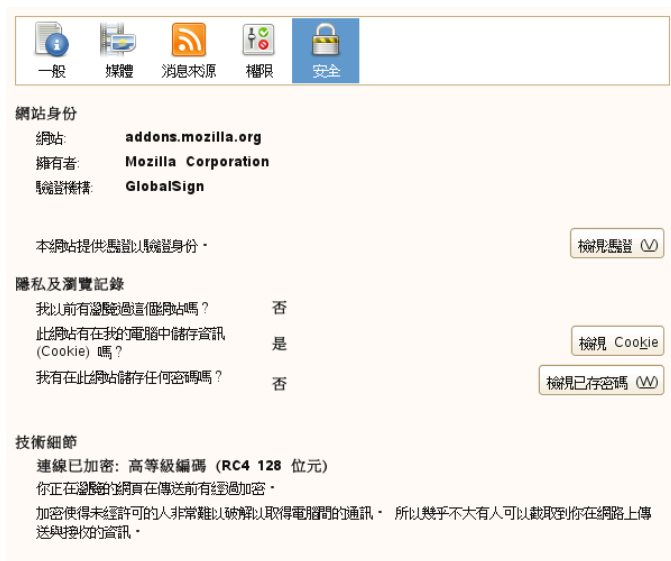 一般 媒體 消息來源 權限 安全
網站身份
網站: addons.mozilla.org
擁有者: Mozilla Corporation
驗證機構: GlobalSign
本網站提供憑證以驗證身份。 檢視憑證 (V)
隱私及瀏覽記錄
我以前有瀏覽過這個網站嗎？ 否
此網站有在我的電腦中儲存資訊
(Cookie) 嗎？ 是 檢視 Cookie
我有在此網站儲存任何密碼嗎？ 否 檢視已存密碼 (W)
技術細節
連線已加密: 高等級編碼 (RC4 128 位元)
你正在瀏覽的網頁在傳送前有經過加密。
加密使得未經許可的人非常難以破解以取得電腦間的通訊。 所以幾乎不大有人可以截取到你在網路上傳
送與接收的資訊。